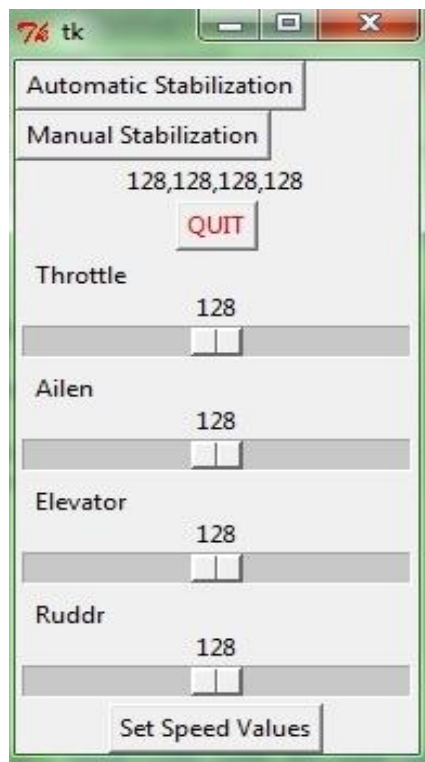 tk
Automatic Stabilization
Manual Stabilization
128,128,128,128
QUIT
Throttle
128
Ailen
128
Elevator
128
Ruddr
128
Set Speed Values